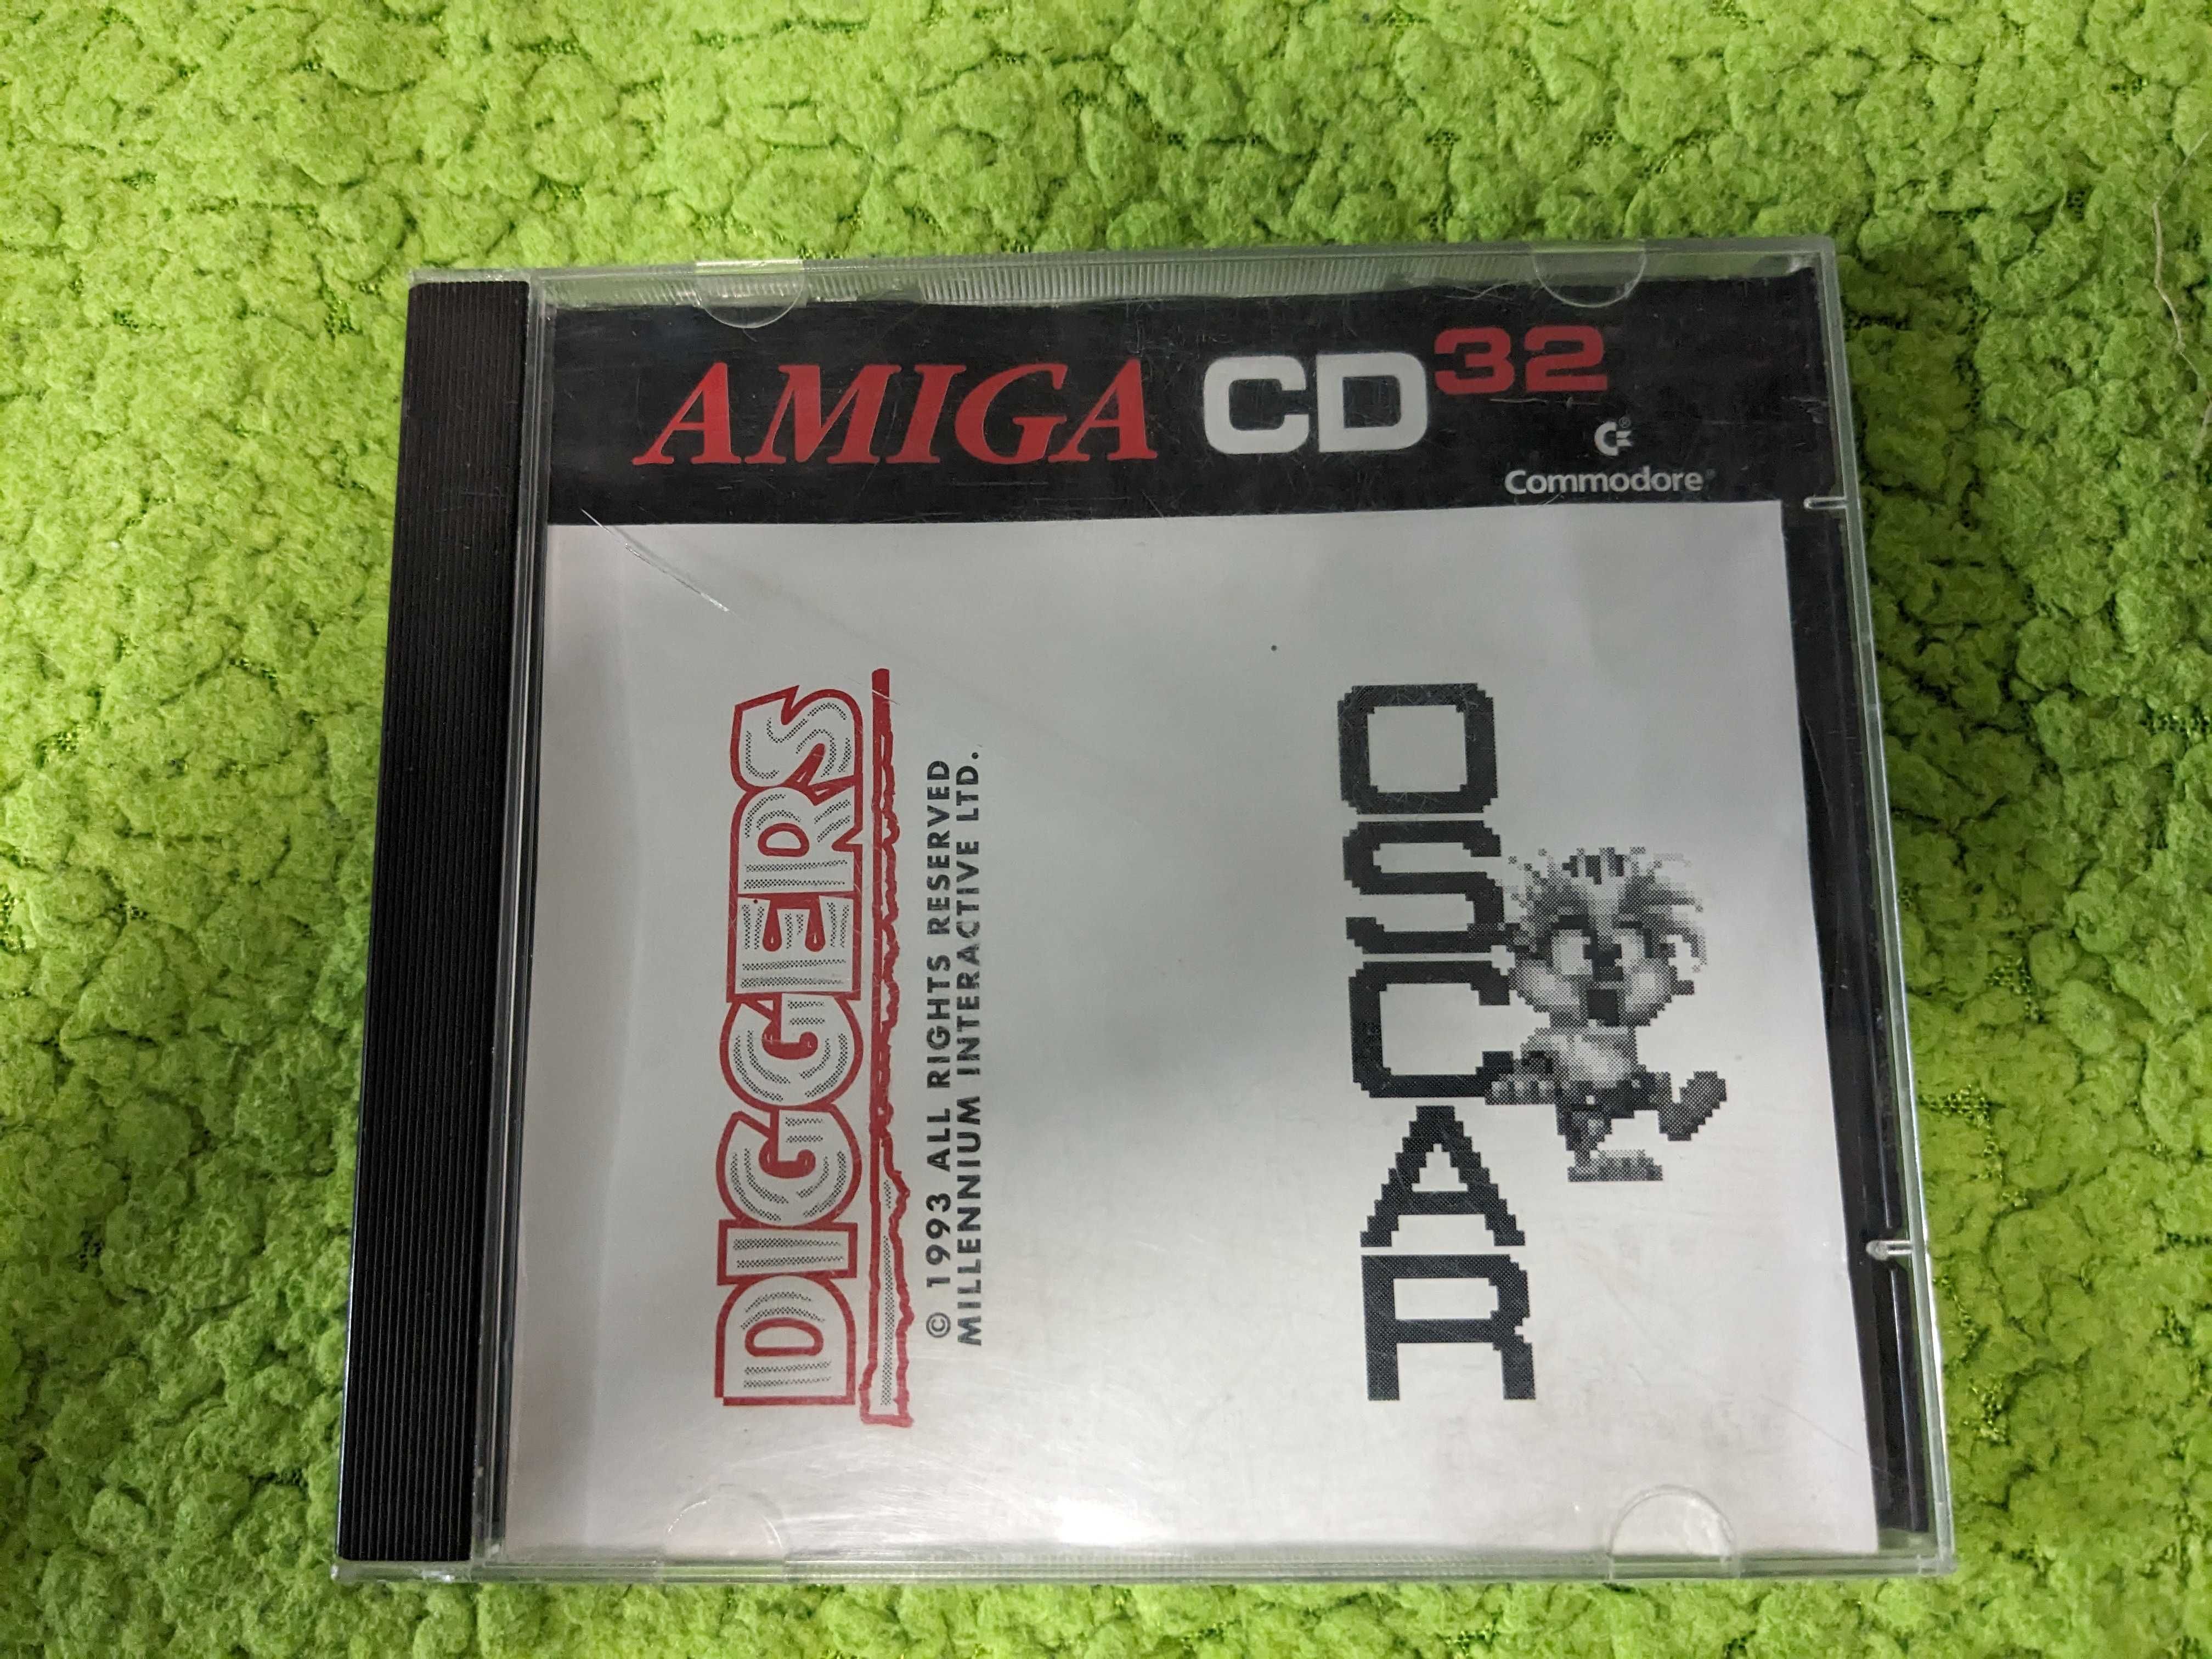 AMIGA CD32
Commodore®
DIGGERS
© 1993 ALL RIGHTS RESERVED
MILLENNIUM INTERACTIVE LTD.
OSCAR